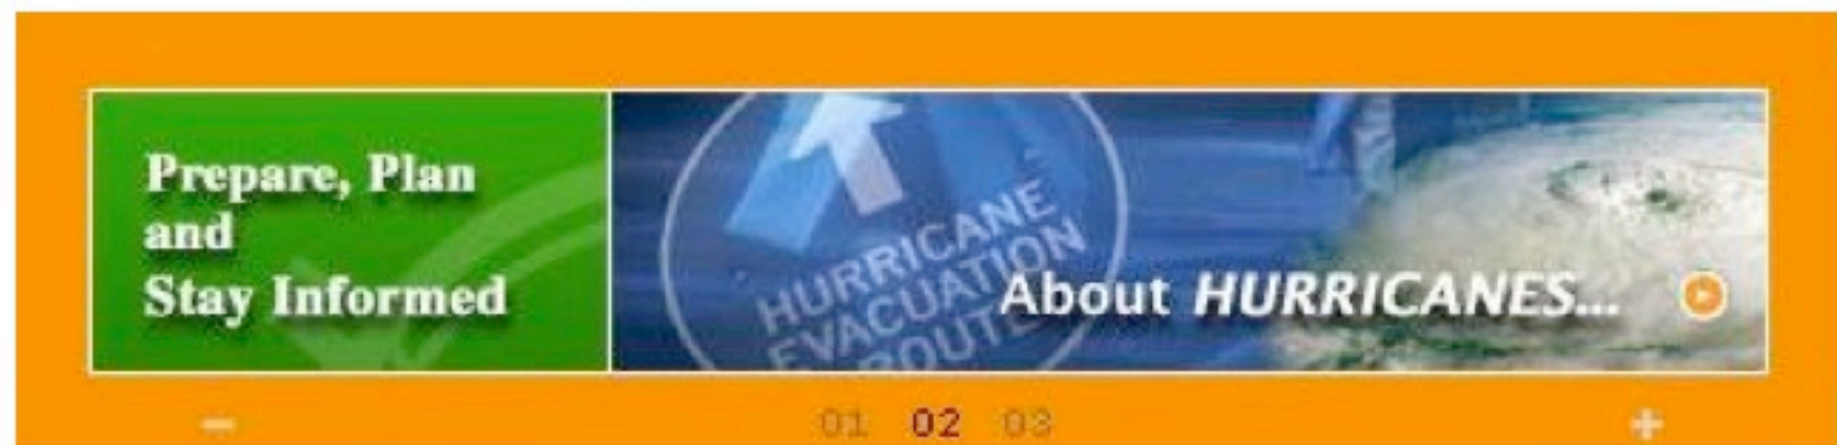 Prepare, Plan
and
Stay Informed
HURRICANE
EVACUATION
ROUTE
About HURRICANES...
− 01 02 03 +